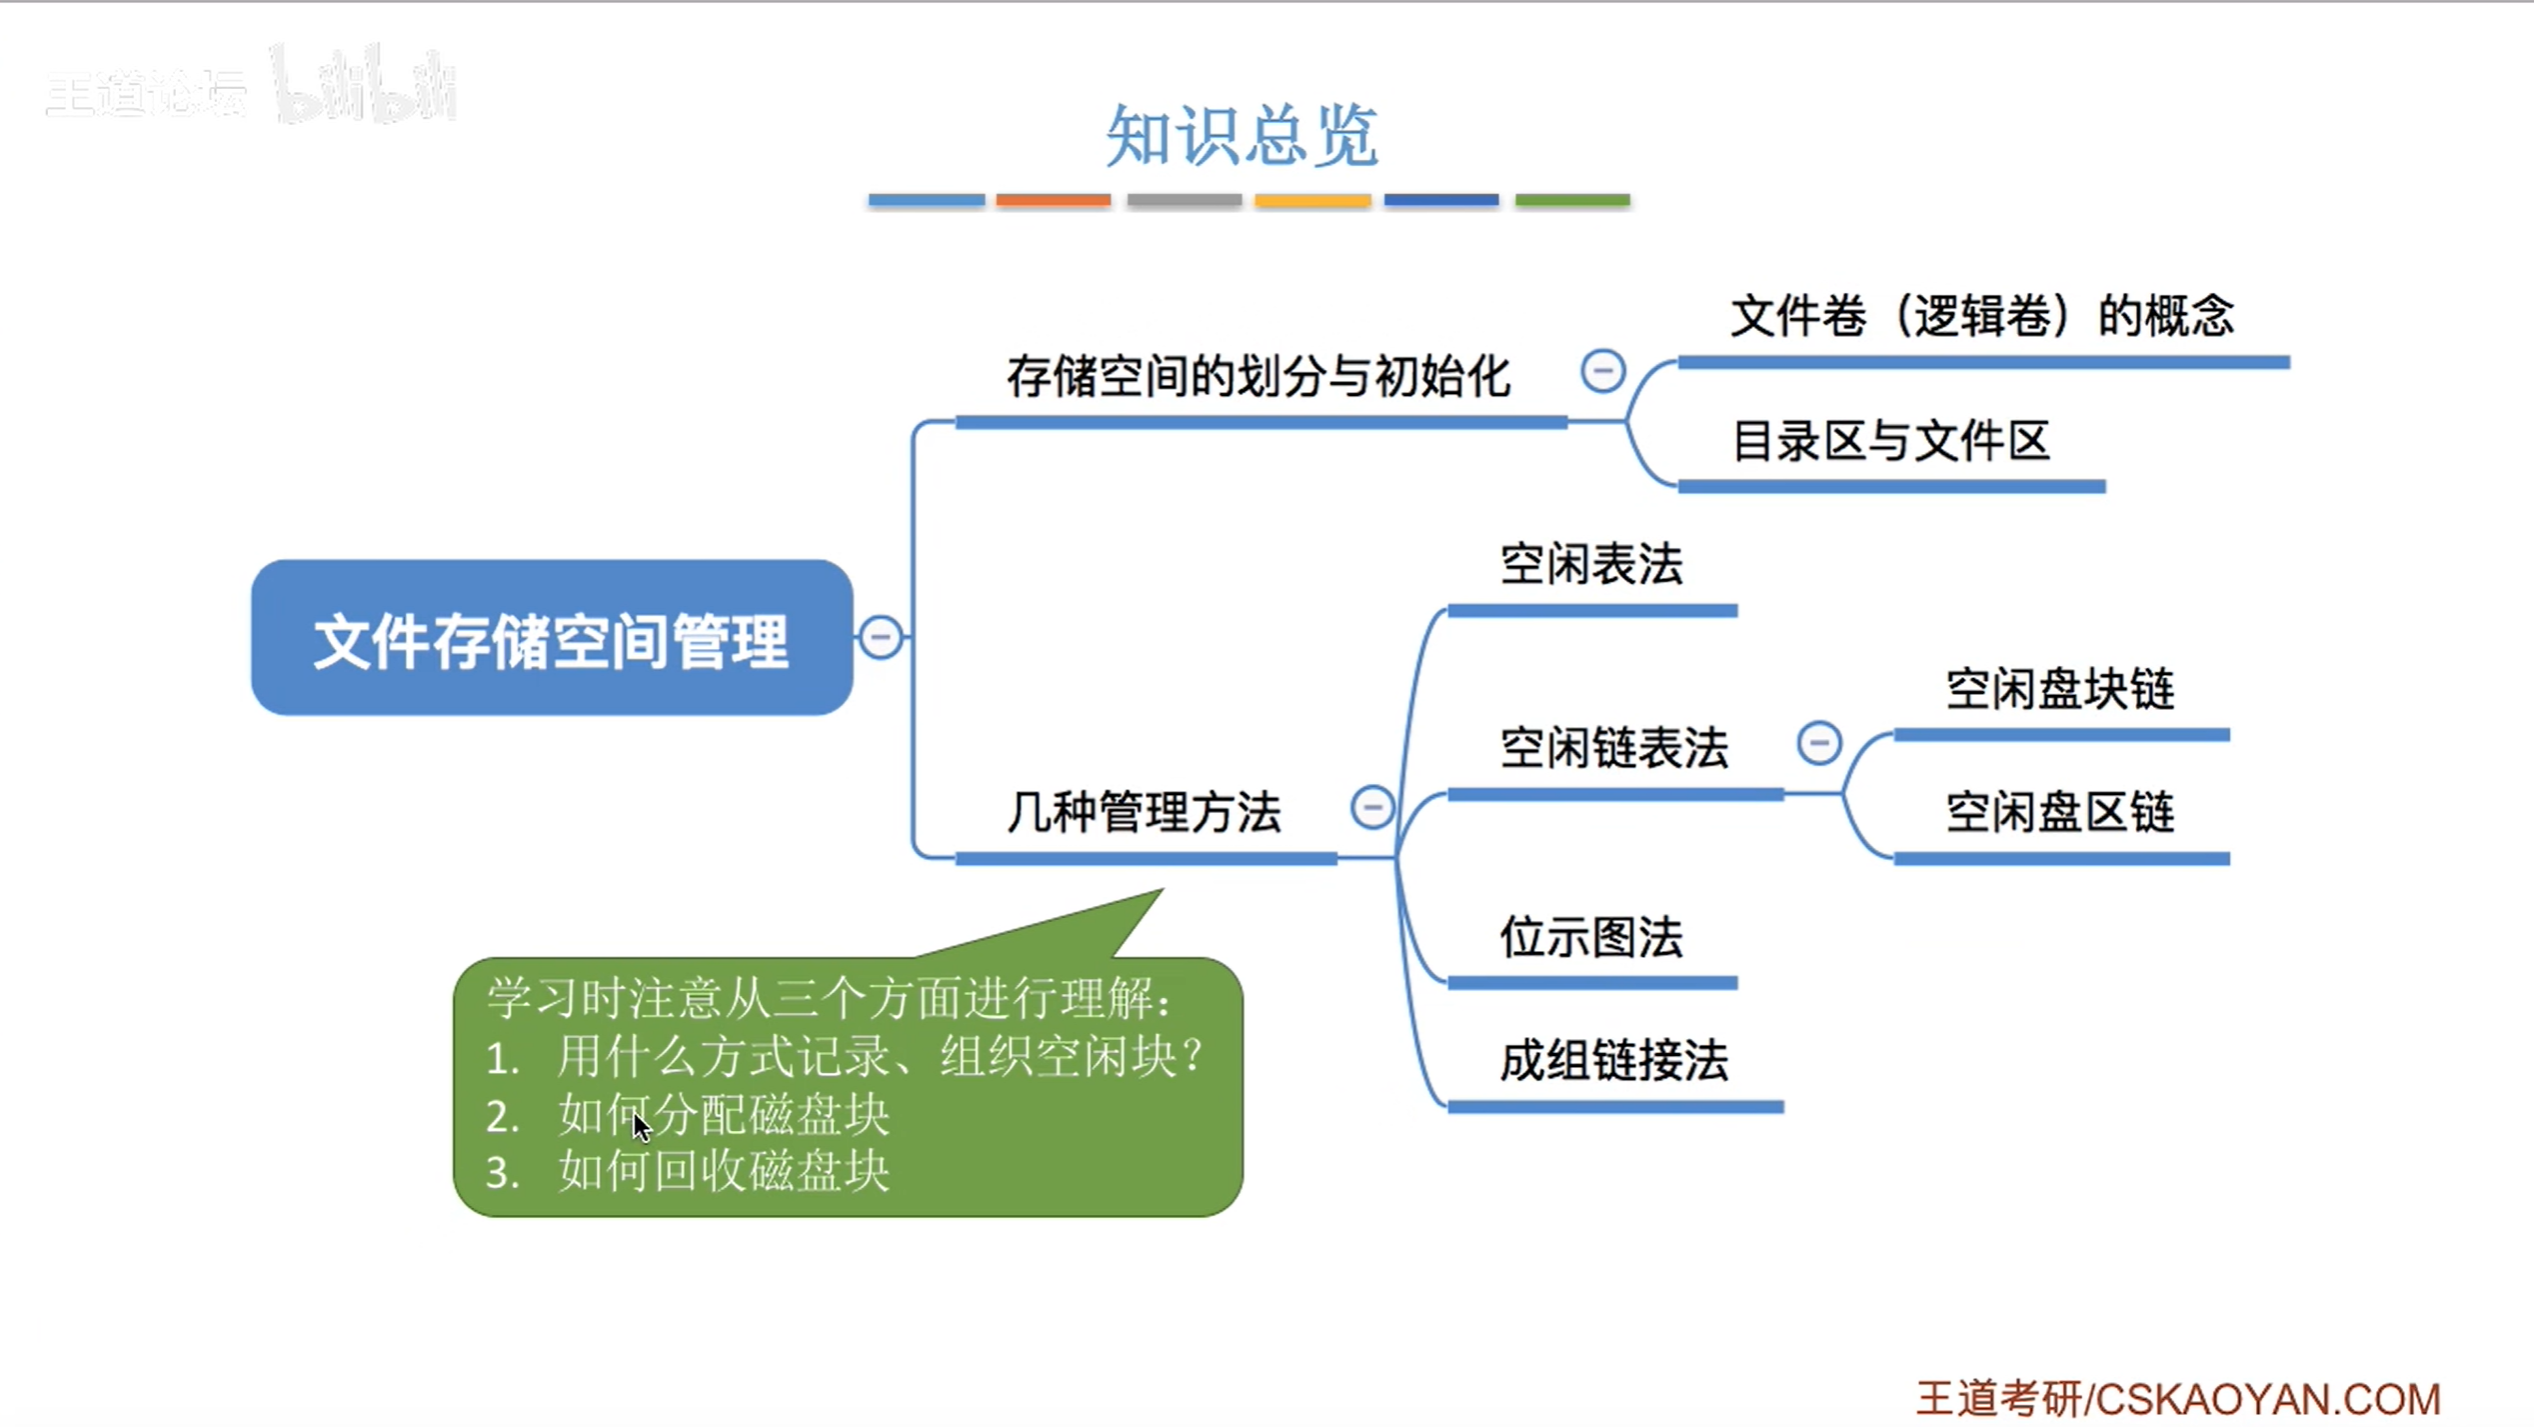 王道论坛 bilibili
知识总览
文件卷（逻辑卷）的概念
存储空间的划分与初始化
目录区与文件区
空闲表法
文件存储空间管理
空闲盘块链
空闲链表法
几种管理方法
空闲盘区链
位示图法
成组链接法
学习时注意从三个方面进行理解：
1. 用什么方式记录、组织空闲块？
2. 如何分配磁盘块
3. 如何回收磁盘块
王道考研/CSKAOYAN.COM